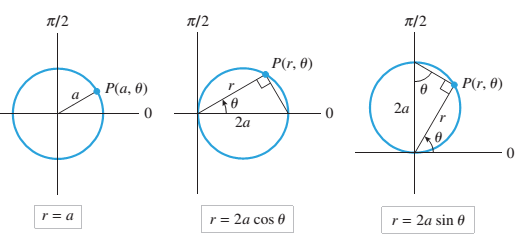 π/2
a
P(a, θ)
0
r = a
π/2
P(r, θ)
r
θ
2a
0
r = 2a cos θ
π/2
θ
P(r, θ)
2a
r
θ
0
r = 2a sin θ